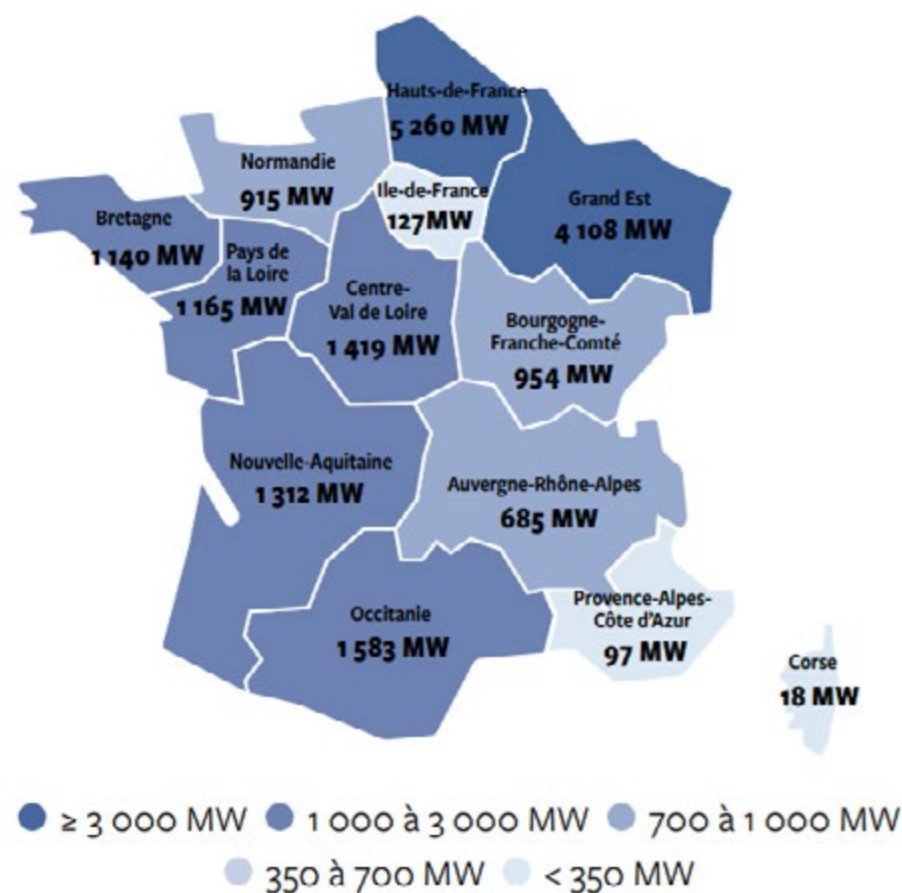 Hauts-de-France
5 260 MW
Normandie
915 MW
Ile-de-France
127 MW
Grand Est
4 108 MW
Bretagne
1 140 MW
Pays de
la Loire
1 165 MW
Centre-
Val de Loire
1 419 MW
Bourgogne-
Franche-Comté
954 MW
Nouvelle-Aquitaine
1 312 MW
Auvergne-Rhône-Alpes
685 MW
Occitanie
1 583 MW
Provence-Alpes-
Côte d'Azur
97 MW
Corse
18 MW
≥ 3 000 MW 1 000 à 3 000 MW 700 à 1 000 MW
350 à 700 MW < 350 MW